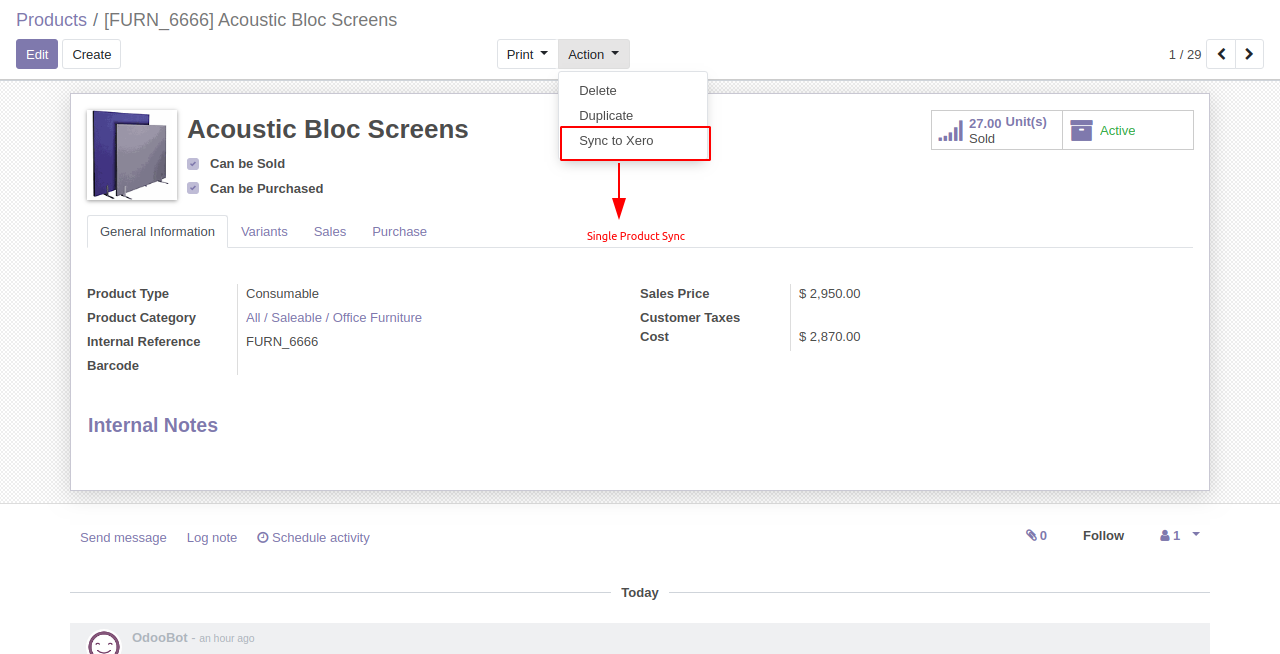 Products / [FURN_6666] Acoustic Bloc Screens
Edit Create Print Action 1 / 29
Delete
Duplicate
Sync to Xero
Single Product Sync
Acoustic Bloc Screens
Can be Sold
Can be Purchased
27.00 Unit(s)
Sold
Active
General Information Variants Sales Purchase
Product Type Consumable
Product Category All / Saleable / Office Furniture
Internal Reference FURN_6666
Barcode
Sales Price $ 2,950.00
Customer Taxes
Cost $ 2,870.00
Internal Notes
Send message Log note Schedule activity 0 Follow 1
Today
OdooBot - an hour ago